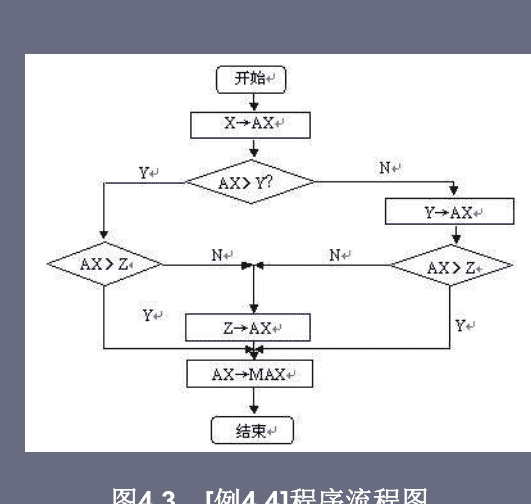 开始↵
X→AX↵
AX>Y?
Y↵
N↵
Y→AX↵
AX>Z↵
N↵
N↵
AX>Z↵
Y↵
Z→AX↵
Y↵
AX→MAX↵
结束↵
图4.3 [例4.4]程序流程图